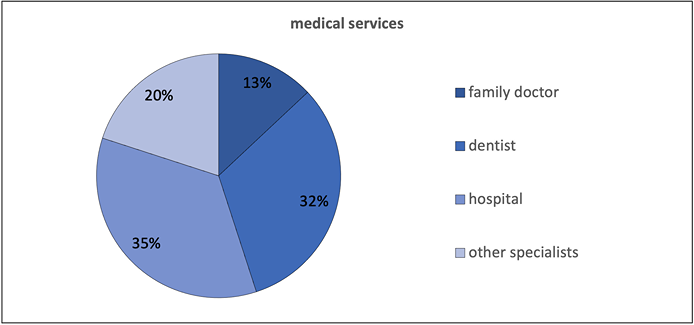 medical services
13%
20%
32%
35%
family doctor
dentist
hospital
other specialists